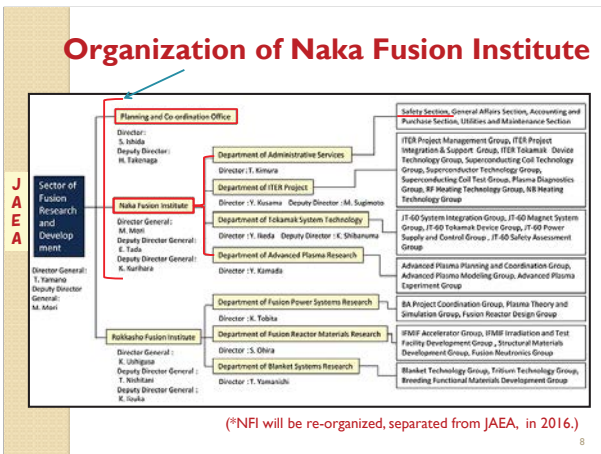 Organization of Naka Fusion Institute
J
A
E
A
Sector of
Fusion
Research
and
Develop
ment
Director General:
T. Yamano
Deputy Director
General:
M. Mori
Planning and Co-ordination Office
Director:
S. Ishida
Deputy Director:
H. Takenaga
Naka Fusion Institute
Director General:
M. Mori
Deputy Director General:
E. Tada
Deputy Director General:
K. Kurihara
Department of Administrative Services
Director : T. Kimura
Safety Section, General Affairs Section, Accounting and
Purchase Section, Utilities and Maintenance Section
Department of ITER Project
Director : Y. Kusama Deputy Director : M. Sugimoto
ITER Project Management Group, ITER Project
Integration & Support Group, ITER Tokamak Device
Technology Group, Superconducting Coil Technology
Group, Superconductor Technology Group,
Superconducting Coil Test Group, Plasma Diagnostics
Group, RF Heating Technology Group, NB Heating
Technology Group
Department of Tokamak System Technology
Director : Y. Ikeda Deputy Director : K. Shibanuma
JT-60 System Integration Group, JT-60 Magnet System
Group, JT-60 Tokamak Device Group, JT-60 Power
Supply and Control Group , JT-60 Safety Assessment
Group
Department of Advanced Plasma Research
Director : Y. Kamada
Advanced Plasma Planning and Coordination Group,
Advanced Plasma Modeling Group, Advanced Plasma
Experiment Group
Rokkasho Fusion Institute
Director General :
K. Ushigusa
Deputy Director General :
T. Nishitani
Deputy Director General :
K. Iiouka
Department of Fusion Power Systems Research
Director : K. Tobita
BA Project Coordination Group, Plasma Theory and
Simulation Group, Fusion Reactor Design Group
Department of Fusion Reactor Materials Research
Director : S. Ohira
IFMIF Accelerator Group, IFMIF Irradiation and Test
Facility Development Group , Structural Materials
Development Group, Fusion Neutronics Group
Department of Blanket Systems Research
Director : T. Yamanishi
Blanket Technology Group, Tritium Technology Group,
Breeding Functional Materials Development Group
(*NFI will be re-organized, separated from JAEA, in 2016.)
8